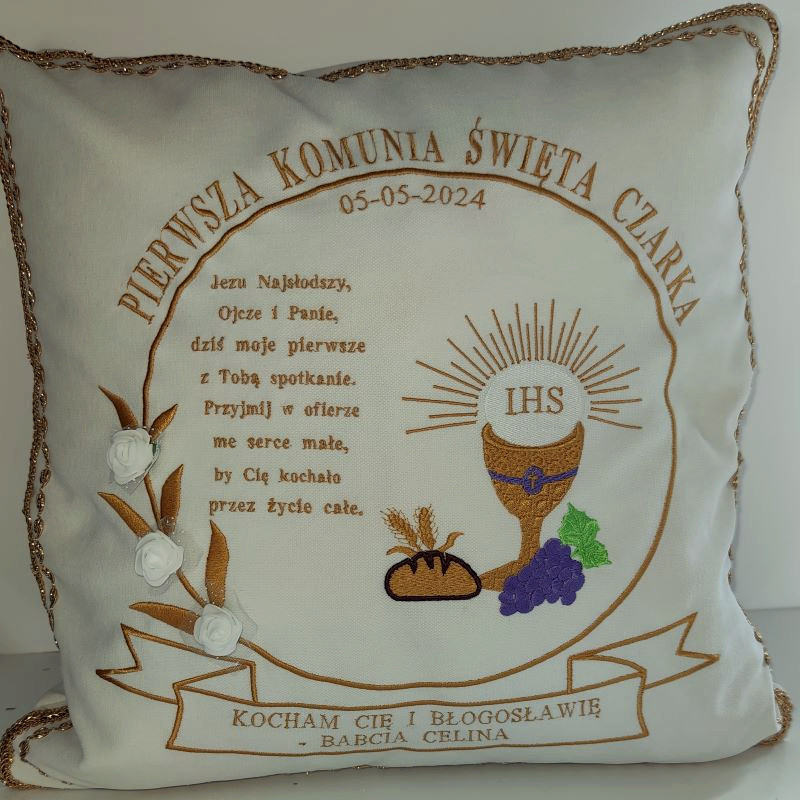 PIERWSZA KOMUNIA ŚWIĘTA CZARKA
05-05-2024
Jezu Najsłodszy,
Ojcze i Panie,
dziś moje pierwsze
z Tobą spotkanie.
Przyjmij w ofierze
me serce małe,
by Cię kochało
przez życie całe.
IHS
KOCHAM CIĘ I BŁOGOSŁAWIĘ
- BABCIA CELINA